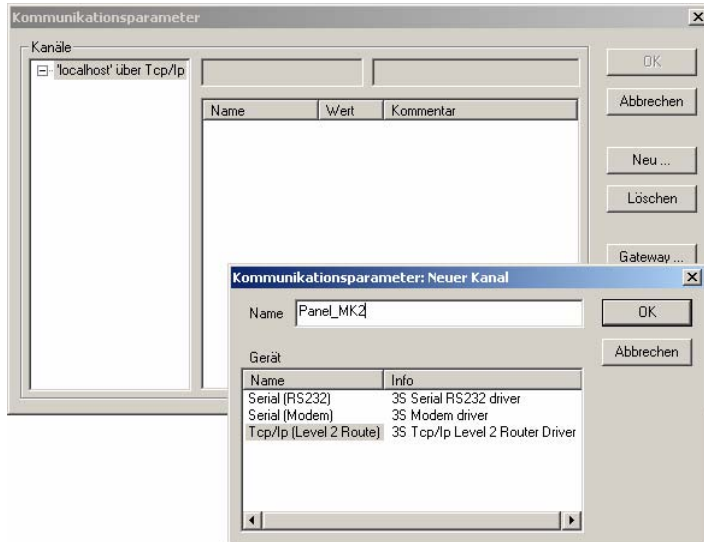 Kommunikationsparameter
Kanäle
'localhost' über Tcp/Ip
Name Wert Kommentar
OK
Abbrechen
Neu ...
Löschen
Gateway ...
Kommunikationsparameter: Neuer Kanal
Name Panel_MK2
OK
Abbrechen
Gerät
Name Info
Serial (RS232) 3S Serial RS232 driver
Serial (Modem) 3S Modem driver
Tcp/Ip (Level 2 Route) 3S Tcp/Ip Level 2 Router Driver